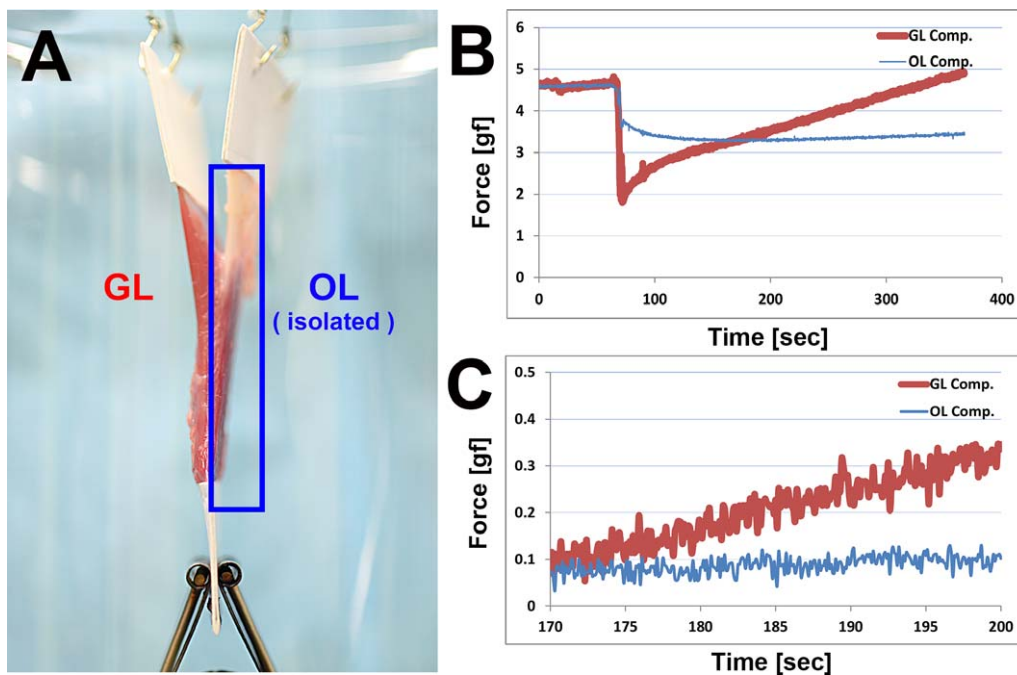 A
GL
OL
( isolated )
B
Force [gf]
6
5
4
3
2
1
0
GL Comp.
OL Comp.
0
100
200
300
400
Time [sec]
C
Force [gf]
0.5
0.4
0.3
0.2
0.1
0
GL Comp.
OL Comp.
170
175
180
185
190
195
200
Time [sec]